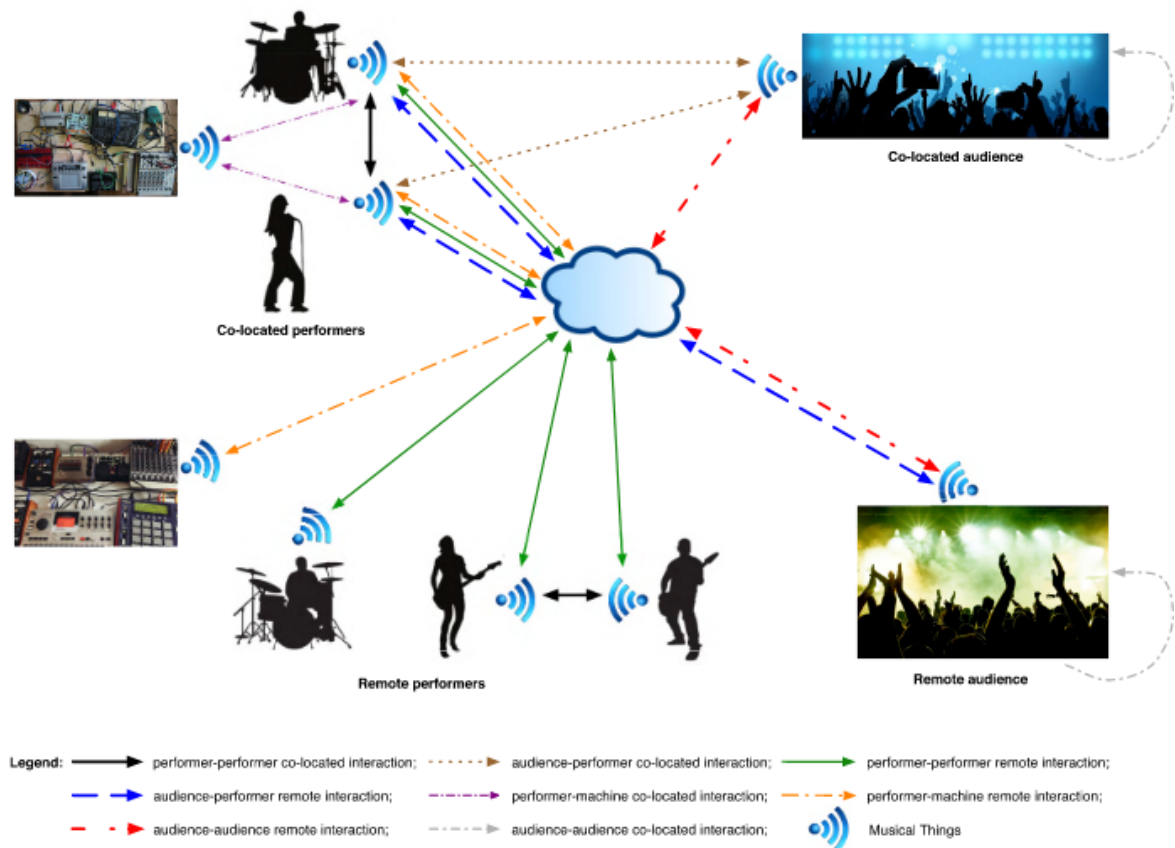 Co-located audience
Co-located performers
Remote performers
Remote audience
Legend: performer-performer co-located interaction; audience-performer co-located interaction; performer-performer remote interaction;
audience-performer remote interaction; performer-machine co-located interaction; performer-machine remote interaction;
audience-audience remote interaction; audience-audience co-located interaction; Musical Things